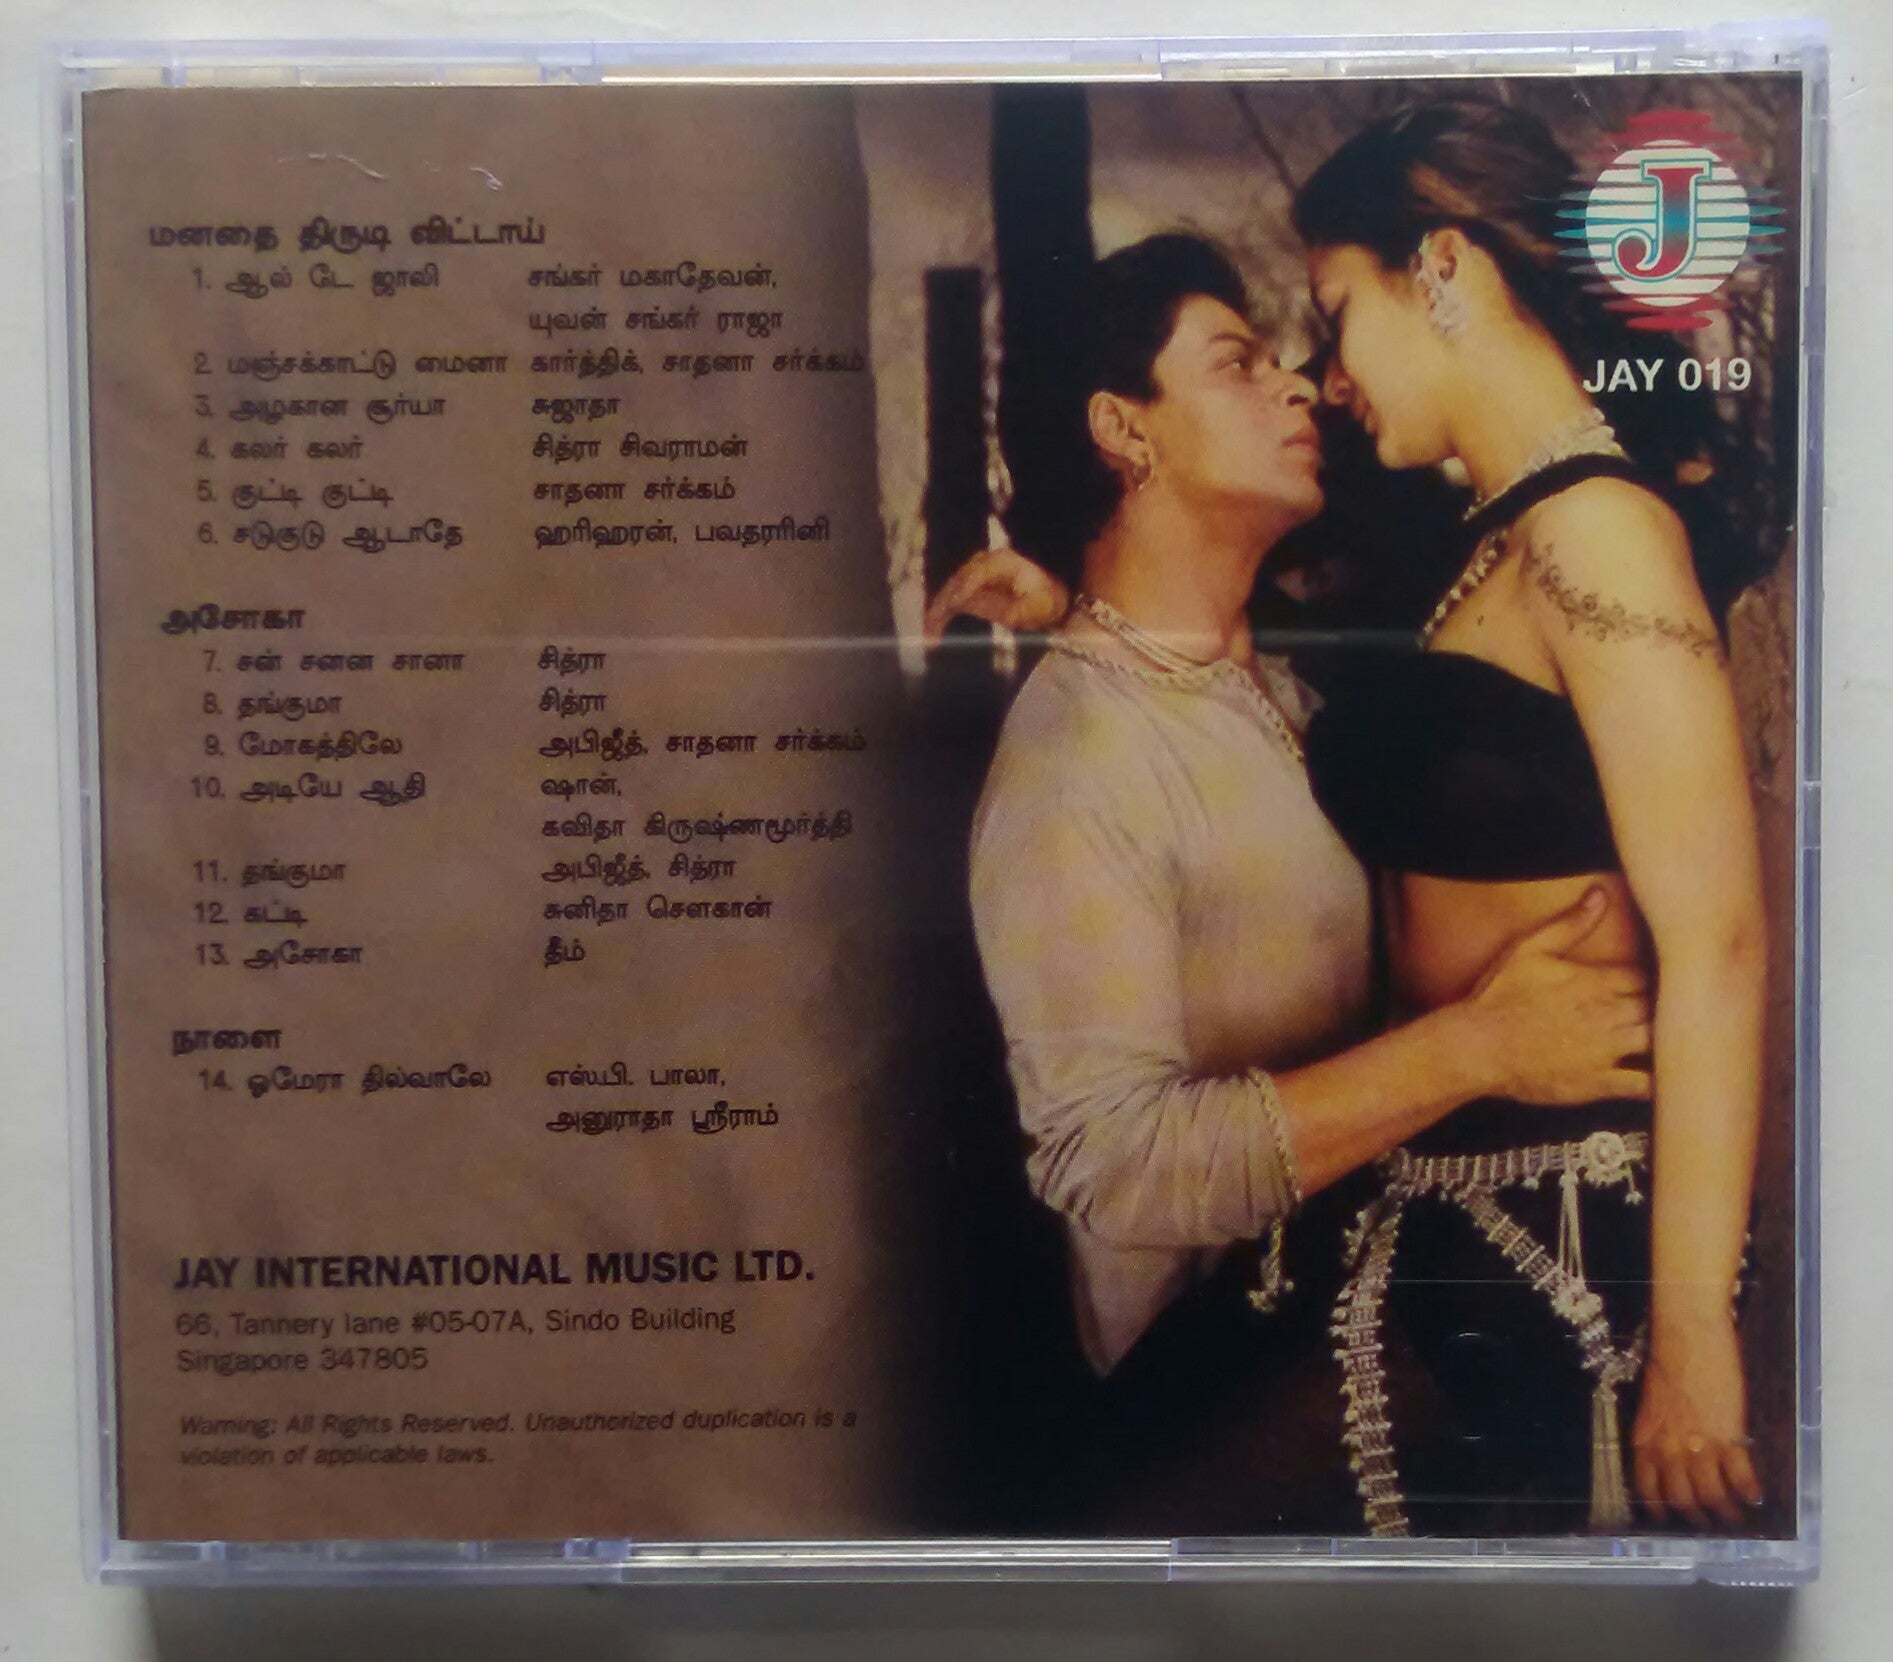 மனதை திருடி விட்டாய்
1. ஆல் டே ஜாலி சங்கர் மகாதேவன்,
யுவன் சங்கர் ராஜா
2. மஞ்சக்காட்டு மைனா கார்த்திக், சாதனா சர்க்கம்
3. அழகான சூர்யா சுஜாதா
4. கலர் கலர் சித்ரா சிவராமன்
5. குட்டி குட்டி சாதனா சர்க்கம்
6. சடுகுடு ஆடாதே ஹரிஹரன், பவதாரிணி
அசோகா
7. சன் சனன சானா சித்ரா
8. தங்குமா சித்ரா
9. மோகத்திலே அபிஜீத், சாதனா சர்க்கம்
10. அடியே ஆதி ஷான்,
கவிதா கிருஷ்ணமூர்த்தி
11. தங்குமா அபிஜீத், சித்ரா
12. கட்டி சுனிதா சௌகான்
13. அசோகா தீம்
நாளை
14. ஓமேரா தில்வாலே எஸ்.பி. பாலா,
அனுராதா ஸ்ரீராம்
JAY INTERNATIONAL MUSIC LTD.
66, Tannery lane #05-07A, Sindo Building
Singapore 347805
Warning: All Rights Reserved. Unauthorized duplication is a
violation of applicable laws.
J
JAY 019